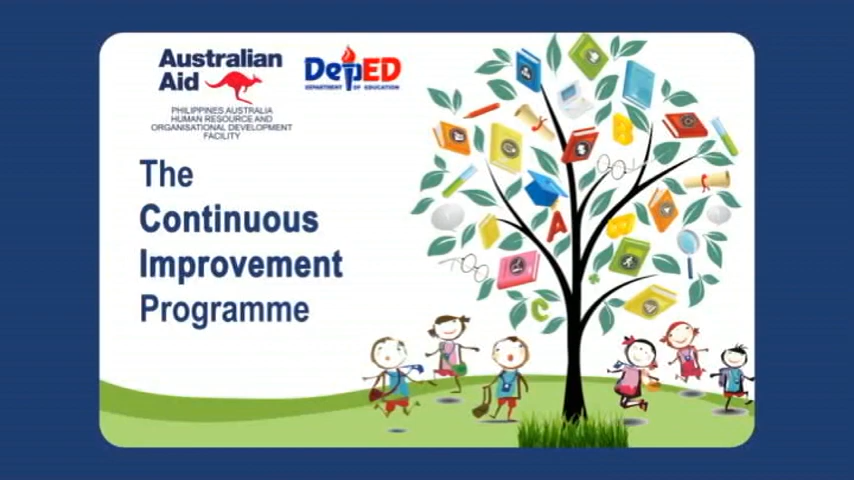 Australian
Aid
DepED
DEPARTMENT OF EDUCATION
PHILIPPINES AUSTRALIA
HUMAN RESOURCE AND
ORGANISATIONAL DEVELOPMENT
FACILITY
The
Continuous
Improvement
Programme
B
A
B
C